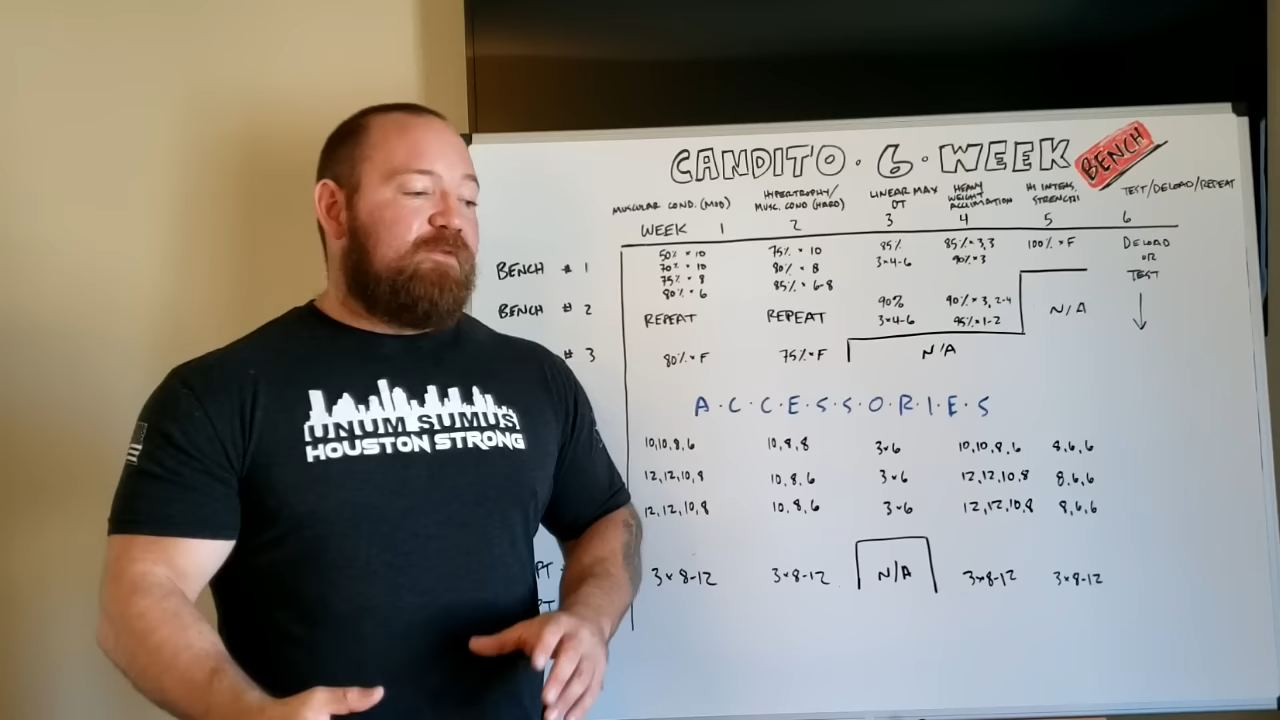 CANDITO · 6 · WEEK BENCH
MUSCULAR COND. (MOD) HYPERTROPHY/ MUSC. COND (HARD) LINEAR MAX OT HEAVY WEIGHT ACCLIMATION HI INTENS. STRENGTH TEST/DELOAD/REPEAT
WEEK 1 2 3 4 5 6
BENCH # 1 50% × 10 75% × 10 85% 85% × 3,3 100% × F DELOAD
70% × 10 80% × 8 3×4-6 90% × 3 OR
75% × 8 85% × 6-8 TEST
80% × 6
BENCH # 2 REPEAT REPEAT 90% 90% × 3, 2-4 N/A
3×4-6 95% × 1-2
# 3 80% × F 75% × F N/A
A·C·C·E·S·S·O·R·I·E·S
10,10,8,6 10,8,8 3×6 10,10,8,6 8,6,6
12,12,10,8 10,8,6 3×6 12,12,10,8 8,6,6
12,12,10,8 10,8,6 3×6 12,12,10,8 8,6,6
PT 3×8-12 3×8-12 N/A 3×8-12 3×8-12
PT
UNUM SUMUS
HOUSTON STRONG